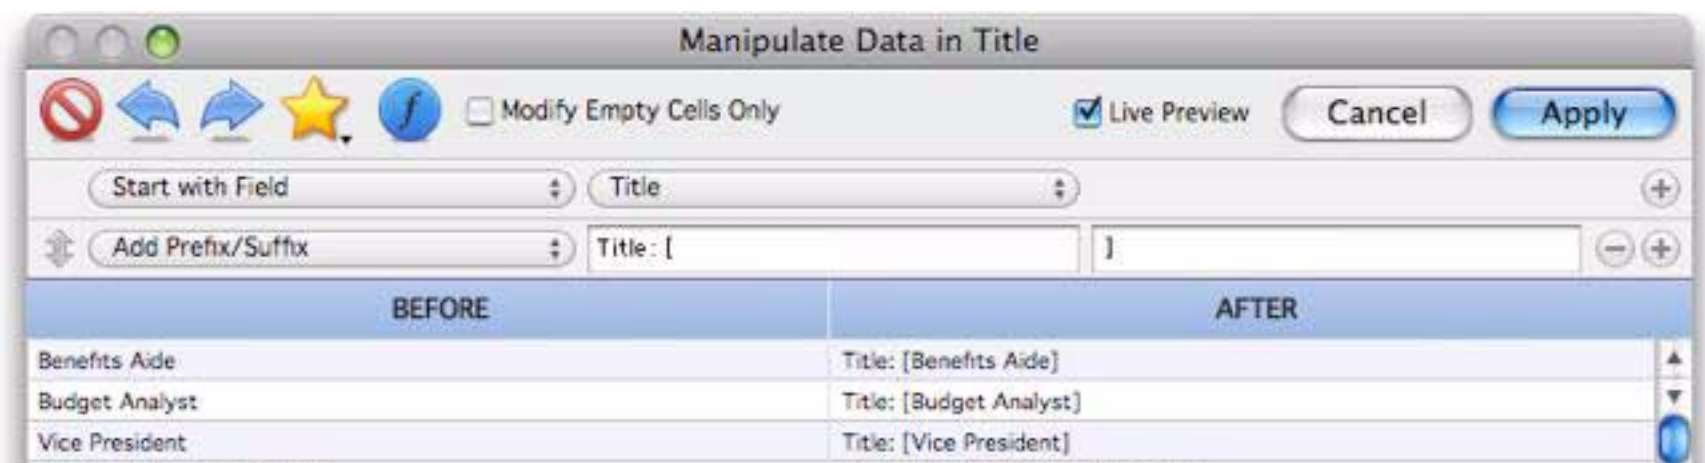 Manipulate Data in Title
f Modify Empty Cells Only Live Preview Cancel Apply
Start with Field Title
Add Prefix/Suffix Title: [ ]
BEFORE AFTER
Benefits Aide Title: [Benefits Aide]
Budget Analyst Title: [Budget Analyst]
Vice President Title: [Vice President]